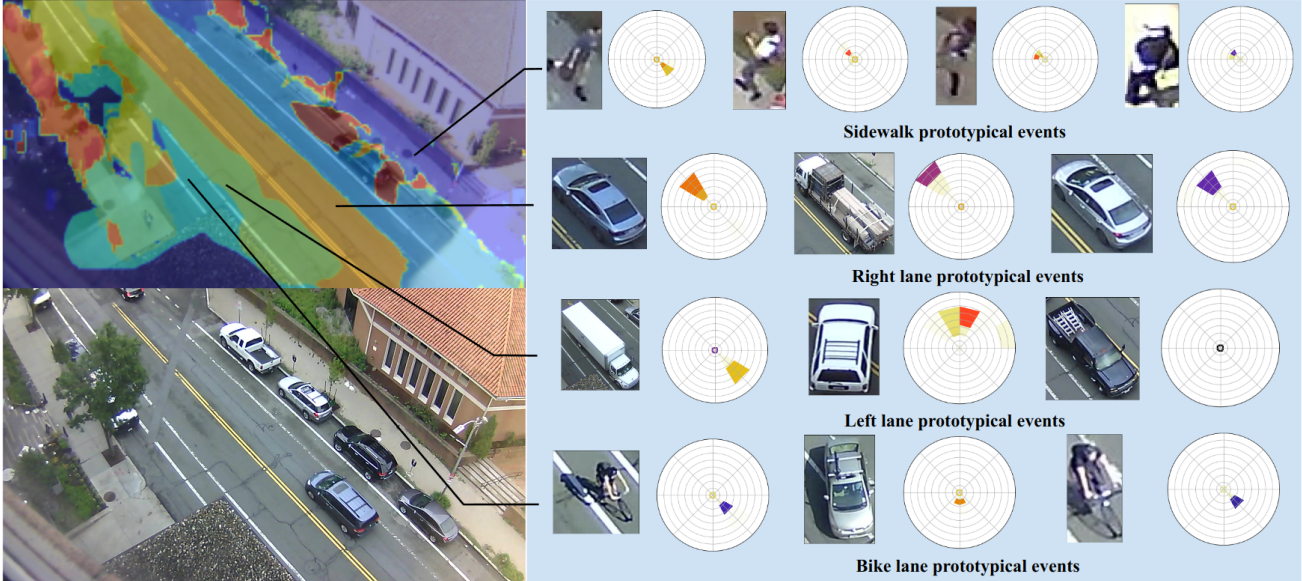 Sidewalk prototypical events
Right lane prototypical events
Left lane prototypical events
Bike lane prototypical events